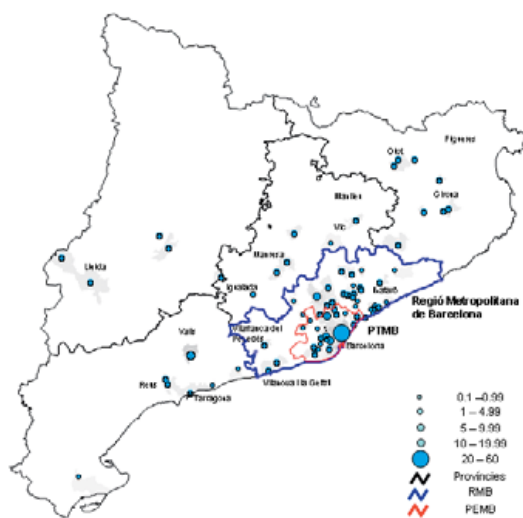 Figueres
Olot
Girona
Manlleu
Vic
Manresa
Lleida
Igualada
Mataró
Regió Metropolitana
de Barcelona
PTMB
Valls
Vilafranca del
Penedès
Barcelona
Reus
Tarragona
Vilanova i la Geltrú
0.1 –0.99
1 – 4.99
5 – 9.99
10 –19.99
20 – 60
Províncies
RMB
PEMB